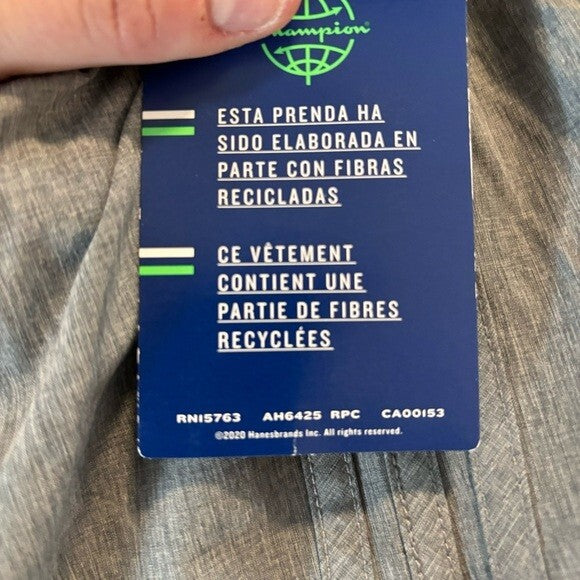 Champion®
ESTA PRENDA HA
SIDO ELABORADA EN
PARTE CON FIBRAS
RECICLADAS
CE VÊTEMENT
CONTIENT UNE
PARTIE DE FIBRES
RECYCLÉES
RN15763 AH6425 RPC CA00153
©2020 Hanesbrands Inc. All rights reserved.